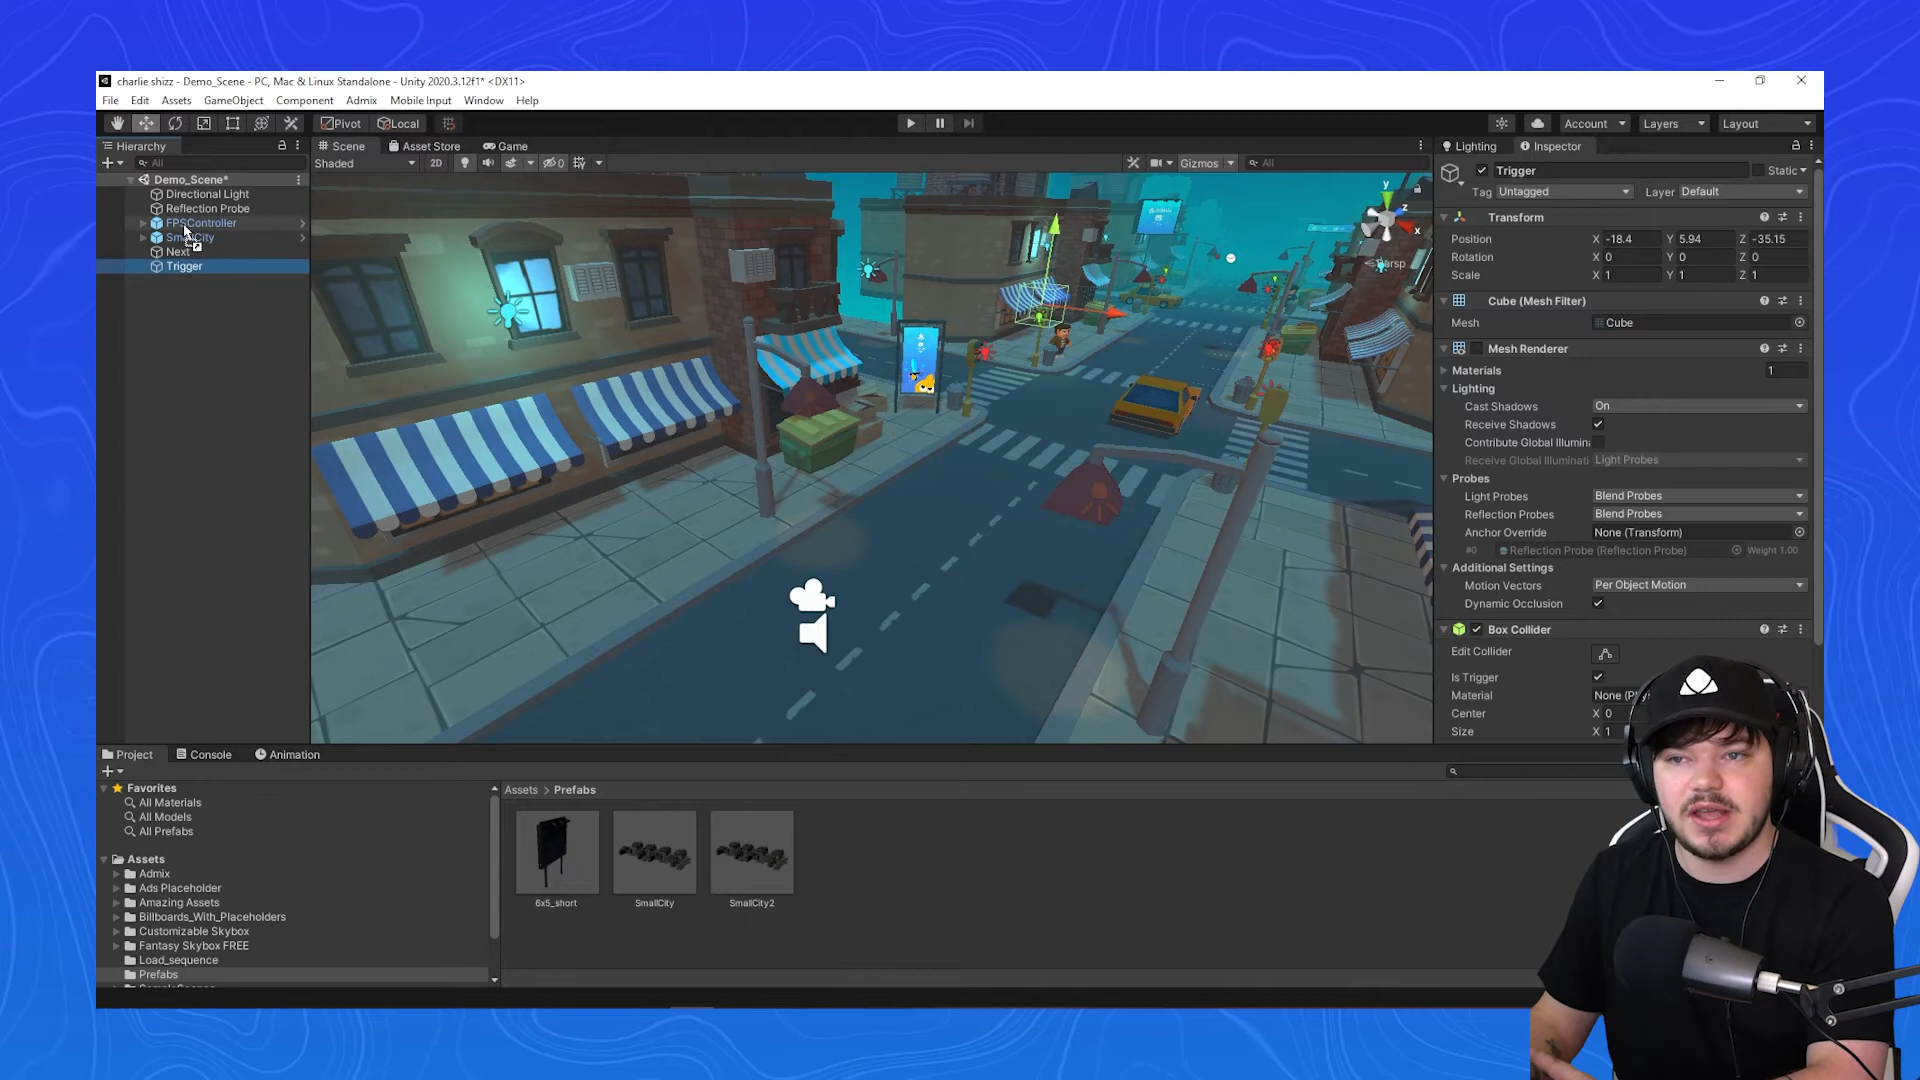 charlie shizz - Demo_Scene - PC, Mac & Linux Standalone - Unity 2020.3.12f1* <DX11>
File Edit Assets GameObject Component Admix Mobile Input Window Help
Pivot Local
Account Layers Layout
Hierarchy
All
Demo_Scene*
Directional Light
Reflection Probe
FPSController
SmallCity
Next
Trigger
Scene Asset Store Game
Shaded 2D 0 Gizmos All
y
z
x
Persp
Lighting Inspector
Trigger Static
Tag Untagged Layer Default
Transform
Position X -18.4 Y 5.94 Z -35.15
Rotation X 0 Y 0 Z 0
Scale X 1 Y 1 Z 1
Cube (Mesh Filter)
Mesh Cube
Mesh Renderer
Materials 1
Lighting
Cast Shadows On
Receive Shadows
Contribute Global Illumin
Receive Global Illuminati Light Probes
Probes
Light Probes Blend Probes
Reflection Probes Blend Probes
Anchor Override None (Transform)
#0 Reflection Probe (Reflection Probe) Weight 1.00
Additional Settings
Motion Vectors Per Object Motion
Dynamic Occlusion
Box Collider
Edit Collider
Is Trigger
Material None
Center X 0
Size X 1
Project Console Animation
Favorites
All Materials
All Models
All Prefabs
Assets
Admix
Ads Placeholder
Amazing Assets
Billboards_With_Placeholders
Customizable Skybox
Fantasy Skybox FREE
Load_sequence
Prefabs
Assets > Prefabs
6x5_short SmallCity SmallCity2